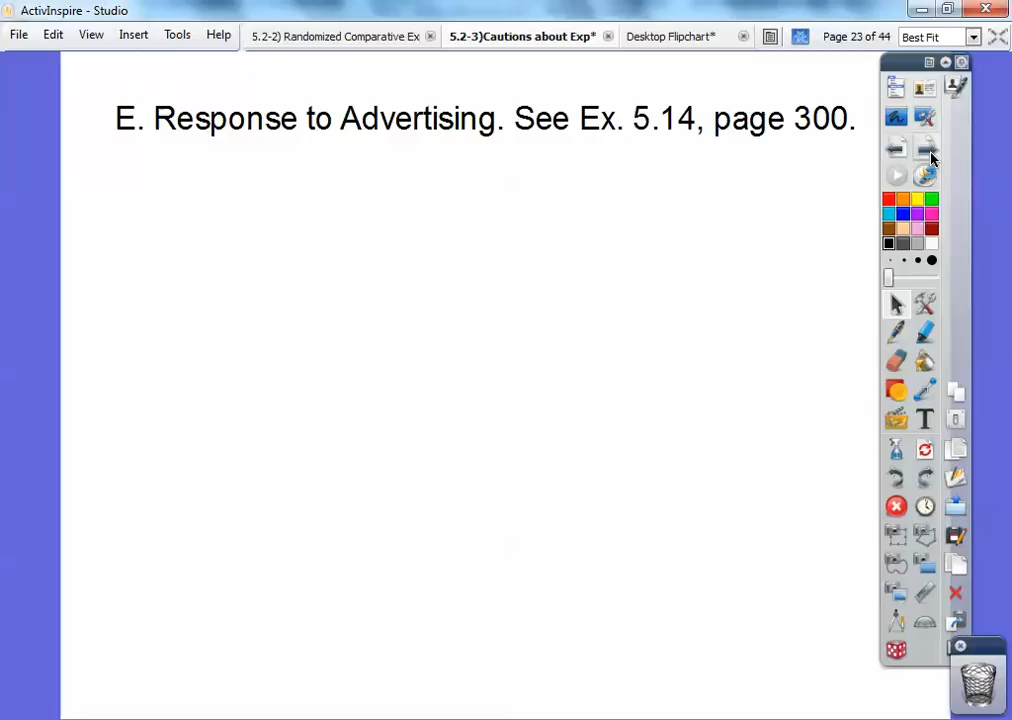 ActivInspire - Studio
File Edit View Insert Tools Help
5.2-2) Randomized Comparative Ex
5.2-3)Cautions about Exp*
Desktop Flipchart*
Page 23 of 44
Best Fit
E. Response to Advertising. See Ex. 5.14, page 300.
T